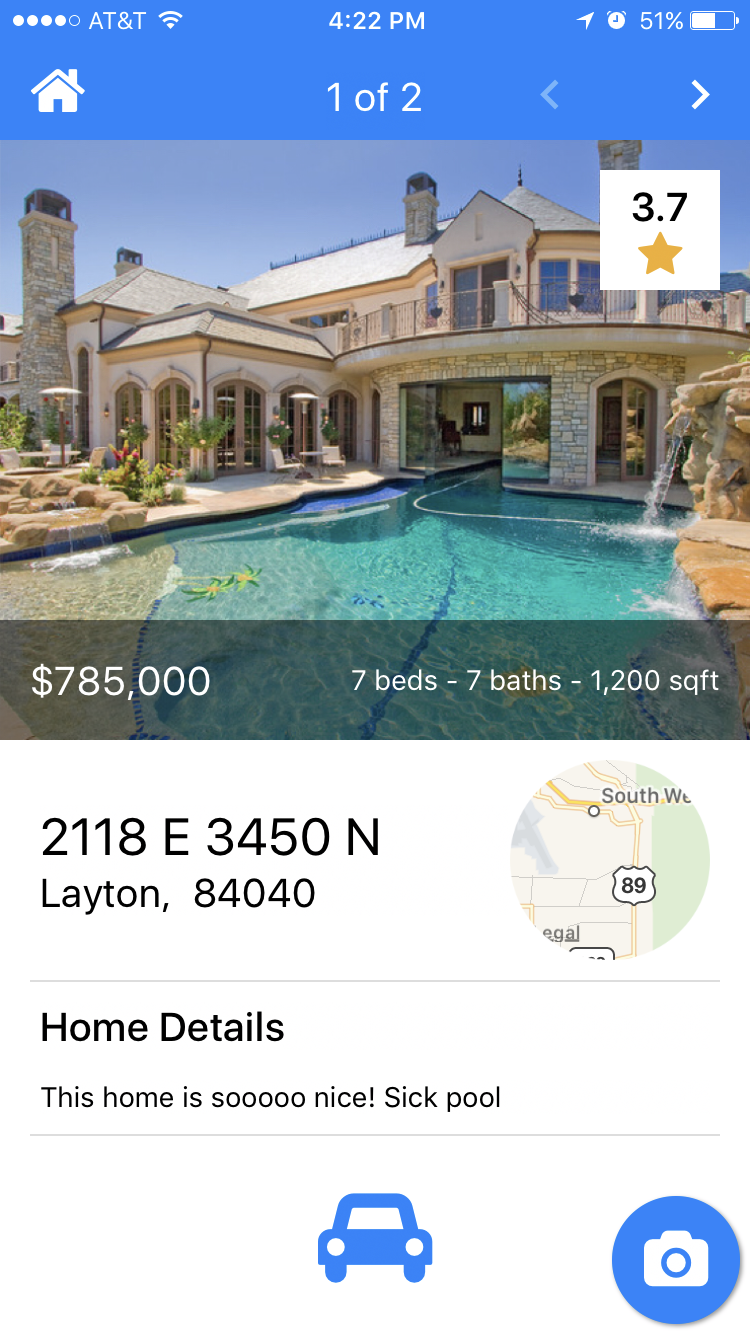 AT&T 4:22 PM 51%
1 of 2
3.7
$785,000 7 beds - 7 baths - 1,200 sqft
2118 E 3450 N
Layton, 84040
South We
89
egal
Home Details
This home is sooooo nice! Sick pool